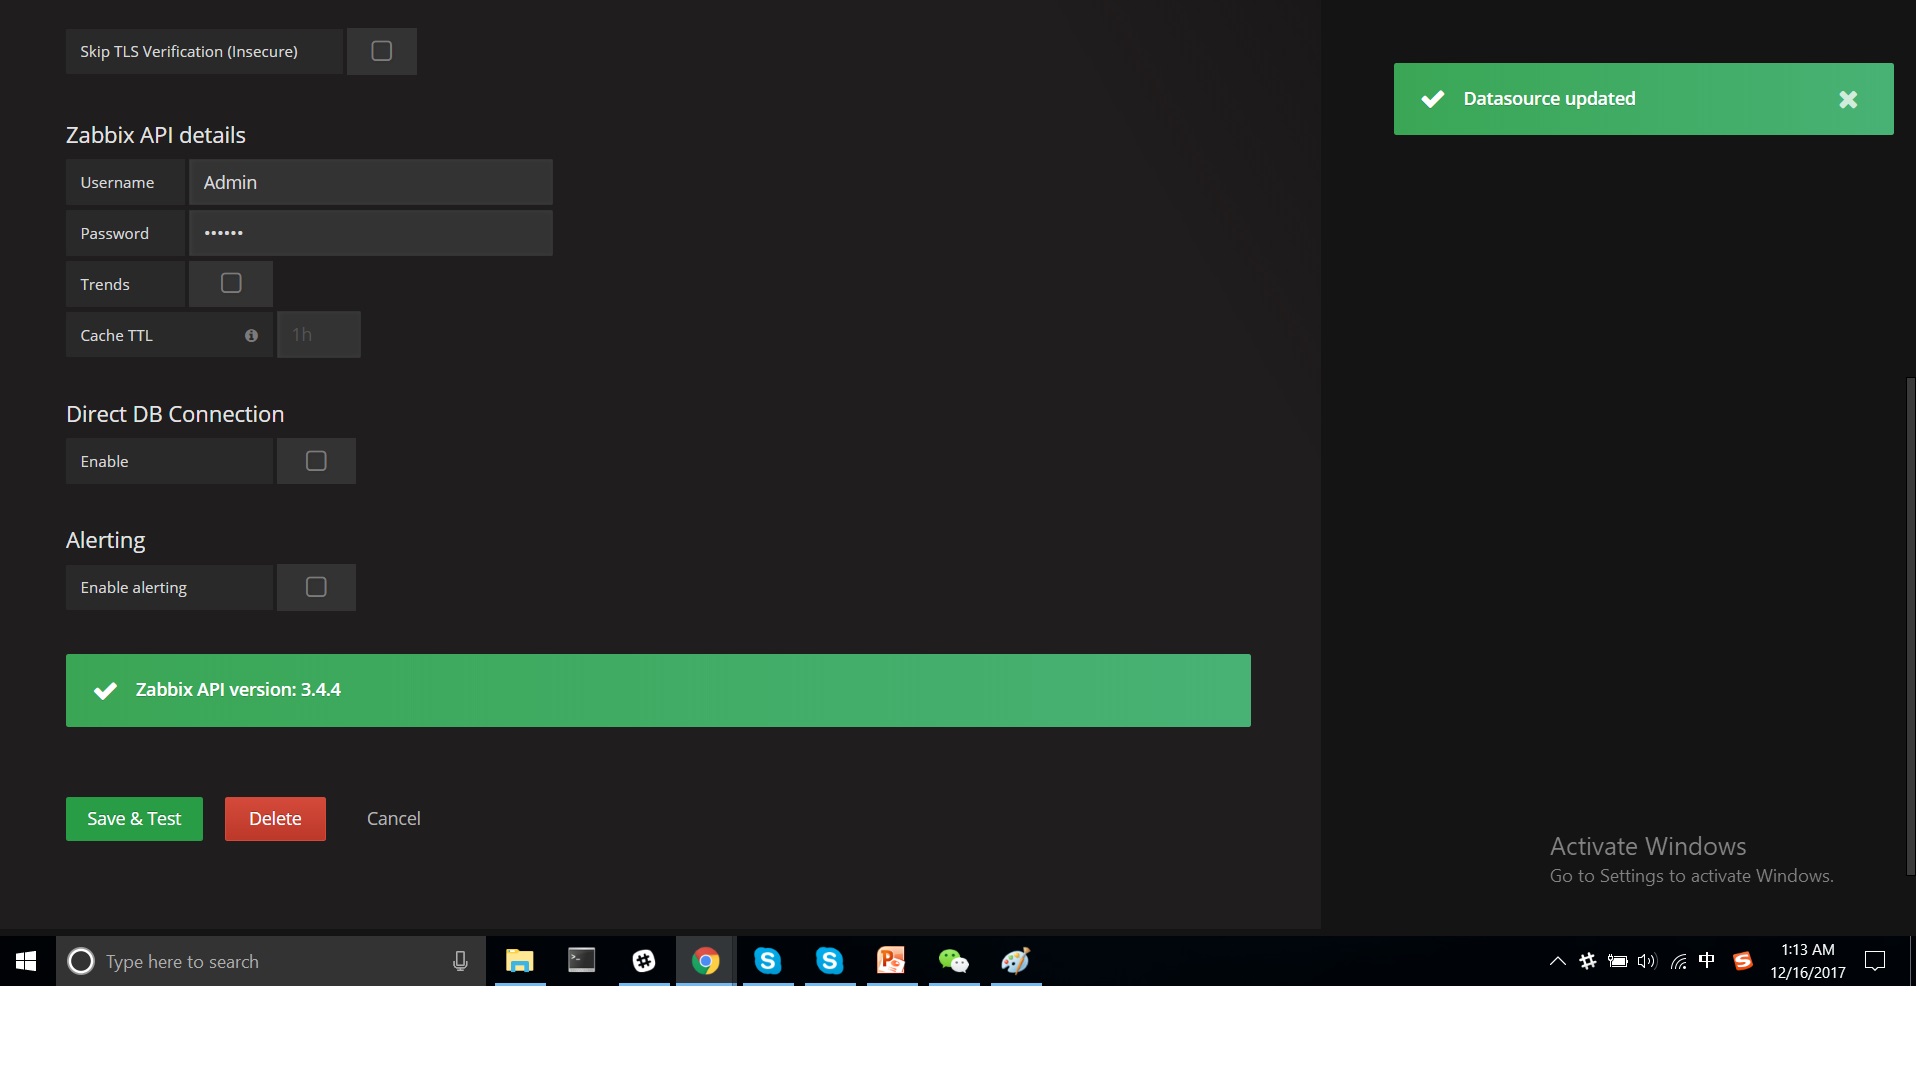 Skip TLS Verification (Insecure)
Datasource updated
Zabbix API details
Username
Admin
Password
••••••
Trends
Cache TTL
1h
Direct DB Connection
Enable
Alerting
Enable alerting
Zabbix API version: 3.4.4
Save & Test
Delete
Cancel
Activate Windows
Go to Settings to activate Windows.
Type here to search
中
1:13 AM
12/16/2017